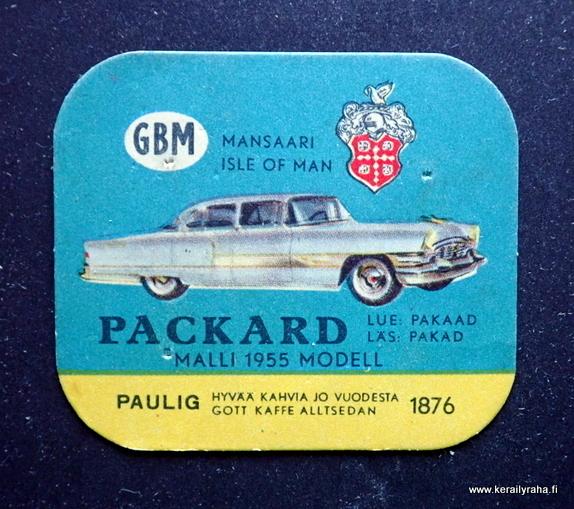 GBM
MANSAARI
ISLE OF MAN
PACKARD
LUE: PAKAAD
LÄS: PAKAD
MALLI 1955 MODELL
PAULIG
HYVÄÄ KAHVIA JO VUODESTA
GOTT KAFFE ALLTSEDAN
1876
www.kerailyraha.fi